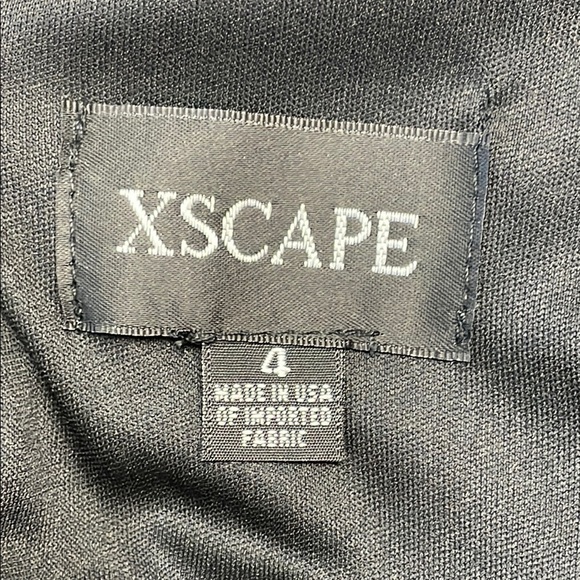 XSCAPE
4
MADE IN USA
OF IMPORTED
FABRIC